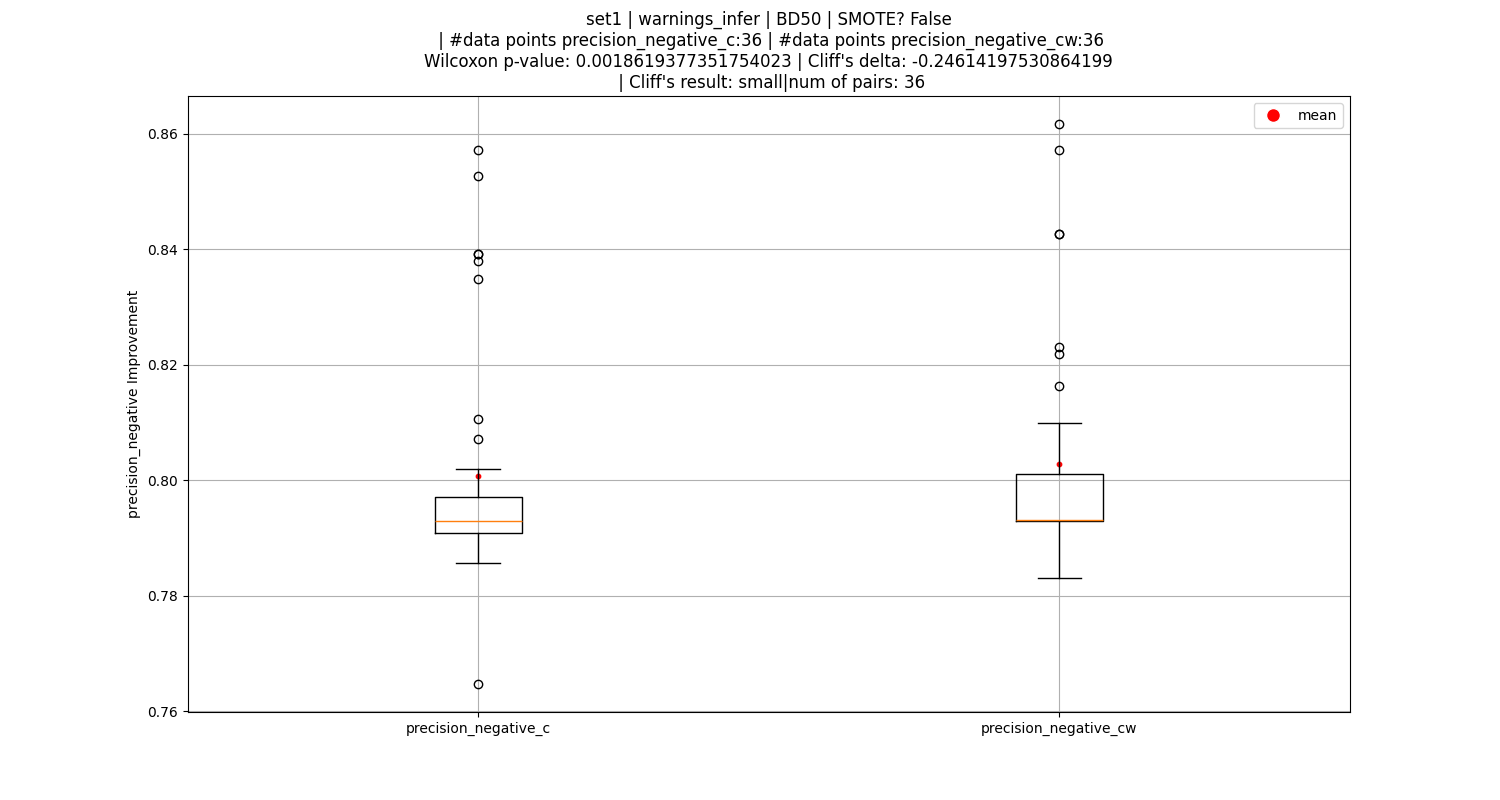 set1 | warnings_infer | BD50 | SMOTE? False
| #data points precision_negative_c:36 | #data points precision_negative_cw:36
Wilcoxon p-value: 0.0018619377351754023 | Cliff's delta: -0.24614197530864199
| Cliff's result: small|num of pairs: 36
mean
0.86
0.84
0.82
0.80
0.78
0.76
precision_negative Improvement
precision_negative_c
precision_negative_cw